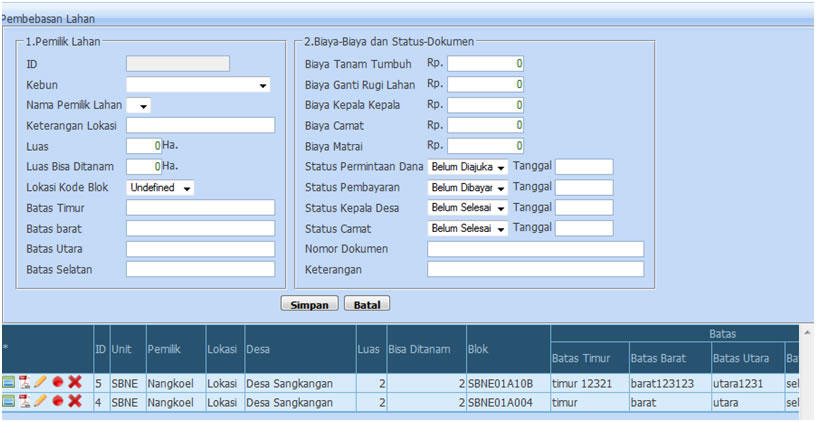 Pembebasan Lahan
1.Pemilik Lahan
ID
Kebun
Nama Pemilik Lahan
Keterangan Lokasi
Luas 0 Ha.
Luas Bisa Ditanam 0 Ha.
Lokasi Kode Blok Undefined
Batas Timur
Batas barat
Batas Utara
Batas Selatan
2.Biaya-Biaya dan Status-Dokumen
Biaya Tanam Tumbuh Rp. 0
Biaya Ganti Rugi Lahan Rp. 0
Biaya Kepala Kepala Rp. 0
Biaya Camat Rp. 0
Biaya Matrai Rp. 0
Status Permintaan Dana Belum Diajuka Tanggal
Status Pembayaran Belum Dibayar Tanggal
Status Kepala Desa Belum Selesai Tanggal
Status Camat Belum Selesai Tanggal
Nomor Dokumen
Keterangan
Simpan Batal
* ID Unit Pemilik Lokasi Desa Luas Bisa Ditanam Blok Batas
Batas Timur Batas Barat Batas Utara Ba
5 SBNE Nangkoel Lokasi Desa Sangkangan 2 2 SBNE01A10B timur 12321 barat123123 utara1231 sel
4 SBNE Nangkoel Lokasi Desa Sangkangan 2 2 SBNE01A004 timur barat utara sel